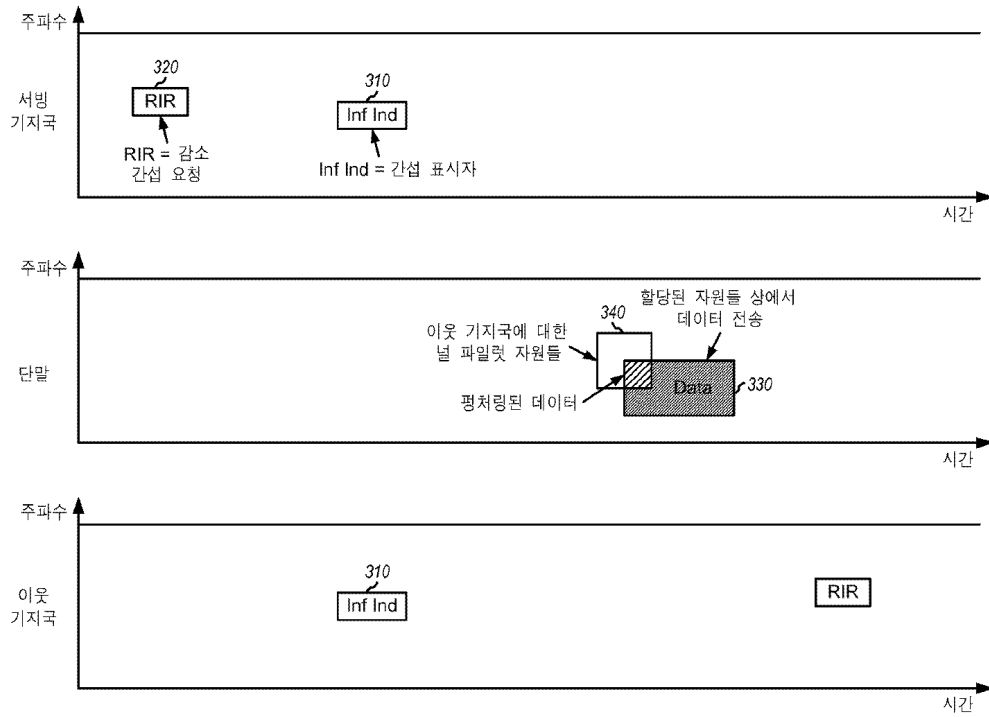 주파수
서빙
기지국
320
RIR
RIR = 감소
간섭 요청
310
Inf Ind
Inf Ind = 간섭 표시자
시간
주파수
단말
이웃 기지국에 대한
널 파일럿 자원들
340
할당된 자원들 상에서
데이터 전송
Data
330
펑처링된 데이터
시간
주파수
이웃
기지국
310
Inf Ind
RIR
시간